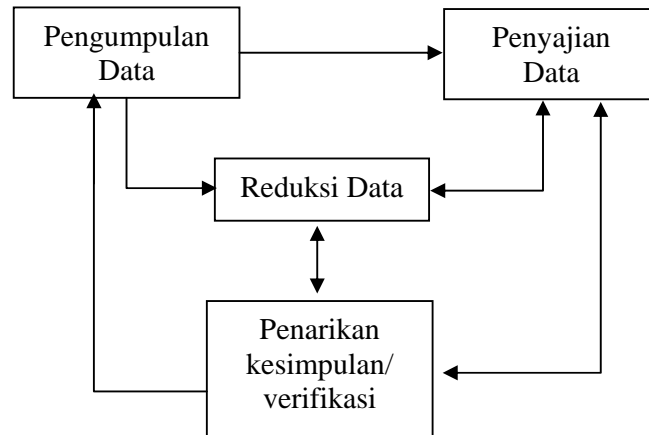 Pengumpulan
Data
Penyajian
Data
Reduksi Data
Penarikan
kesimpulan/
verifikasi